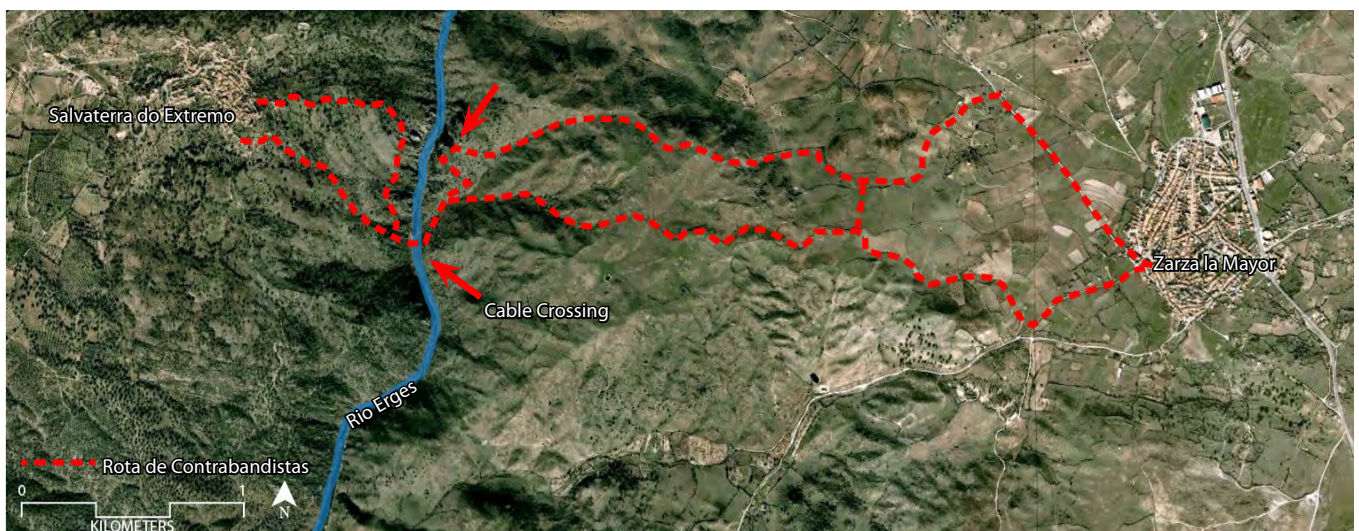 Salvaterra do Extremo
Zarza la Mayor
Cable Crossing
Rio Erges
Rota de Contrabandistas
0 1
KILOMETERS
N